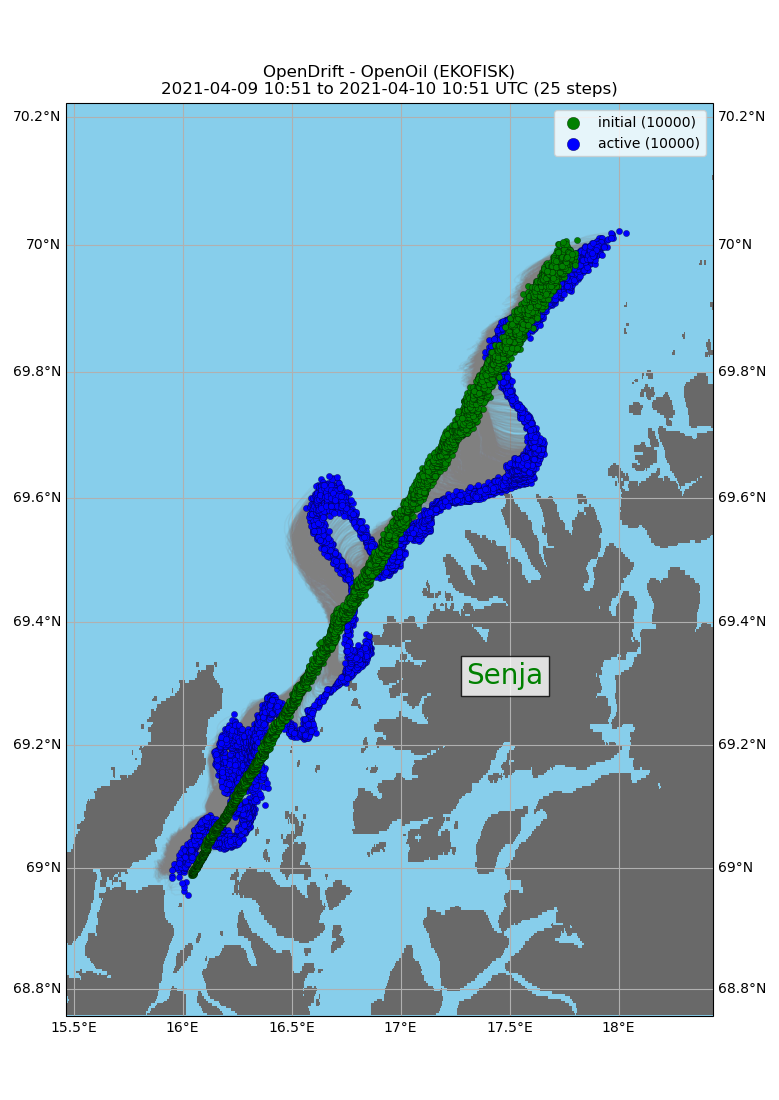 OpenDrift - OpenOil (EKOFISK)
2021-04-09 10:51 to 2021-04-10 10:51 UTC (25 steps)
70.2°N 70.2°N
initial (10000)
active (10000)
70°N 70°N
69.8°N 69.8°N
69.6°N 69.6°N
69.4°N 69.4°N
Senja
69.2°N 69.2°N
69°N 69°N
68.8°N 68.8°N
15.5°E 16°E 16.5°E 17°E 17.5°E 18°E